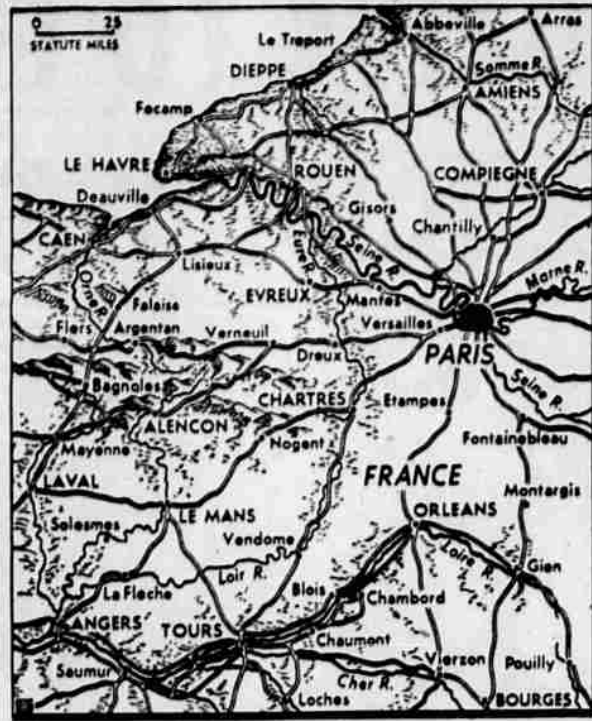 0 25
STATUTE MILES
Abbeville
Arras
Le Treport
DIEPPE
Somme R.
AMIENS
Fecamp
LE HAVRE
ROUEN
COMPIEGNE
Deauville
Gisors
Chantilly
CAEN
Eure R.
Seine R.
Lisieux
Marne R.
Orne R.
EVREUX
Mantes
Falaise
Versailles
Flers
Argentan
Verneuil
Dreux
PARIS
Bagnoles
CHARTRES
Etampes
Seine R.
ALENCON
Mayenne
Nogent
Fontainebleau
FRANCE
LAVAL
Montargis
LE MANS
ORLEANS
Solesmes
Vendome
Loire R.
Loir R.
Gien
La Fleche
Blois
Chambord
ANGERS
TOURS
Chaumont
Saumur
Vierzon
Pouilly
Loches
Cher R.
BOURGES